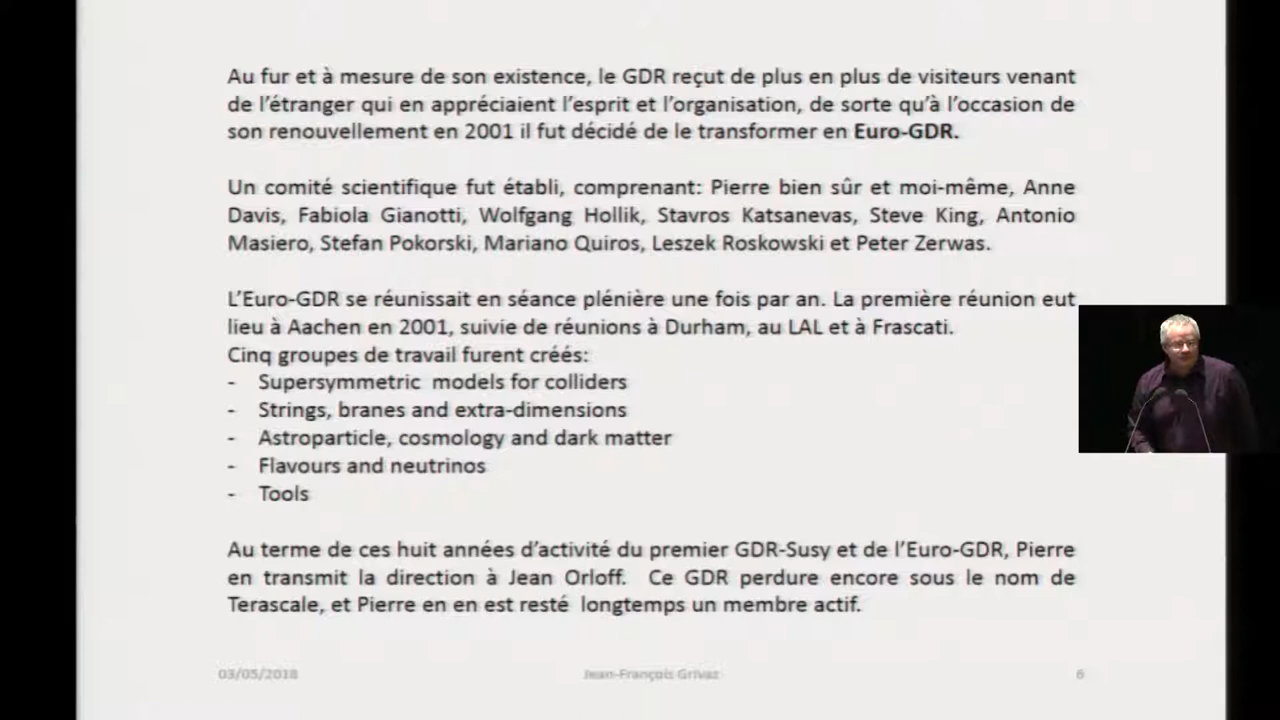 Au fur et à mesure de son existence, le GDR reçut de plus en plus de visiteurs venant
de l'étranger qui en appréciaient l'esprit et l'organisation, de sorte qu'à l'occasion de
son renouvellement en 2001 il fut décidé de le transformer en Euro-GDR.
Un comité scientifique fut établi, comprenant: Pierre bien sûr et moi-même, Anne
Davis, Fabiola Gianotti, Wolfgang Hollik, Stavros Katsanevas, Steve King, Antonio
Masiero, Stefan Pokorski, Mariano Quiros, Leszek Roskowski et Peter Zerwas.
L'Euro-GDR se réunissait en séance plénière une fois par an. La première réunion eut
lieu à Aachen en 2001, suivie de réunions à Durham, au LAL et à Frascati.
Cinq groupes de travail furent créés:
- Supersymmetric models for colliders
- Strings, branes and extra-dimensions
- Astroparticle, cosmology and dark matter
- Flavours and neutrinos
- Tools
Au terme de ces huit années d'activité du premier GDR-Susy et de l'Euro-GDR, Pierre
en transmit la direction à Jean Orloff. Ce GDR perdure encore sous le nom de
Terascale, et Pierre en en est resté longtemps un membre actif.
03/05/2018 Jean-François Grivaz 6